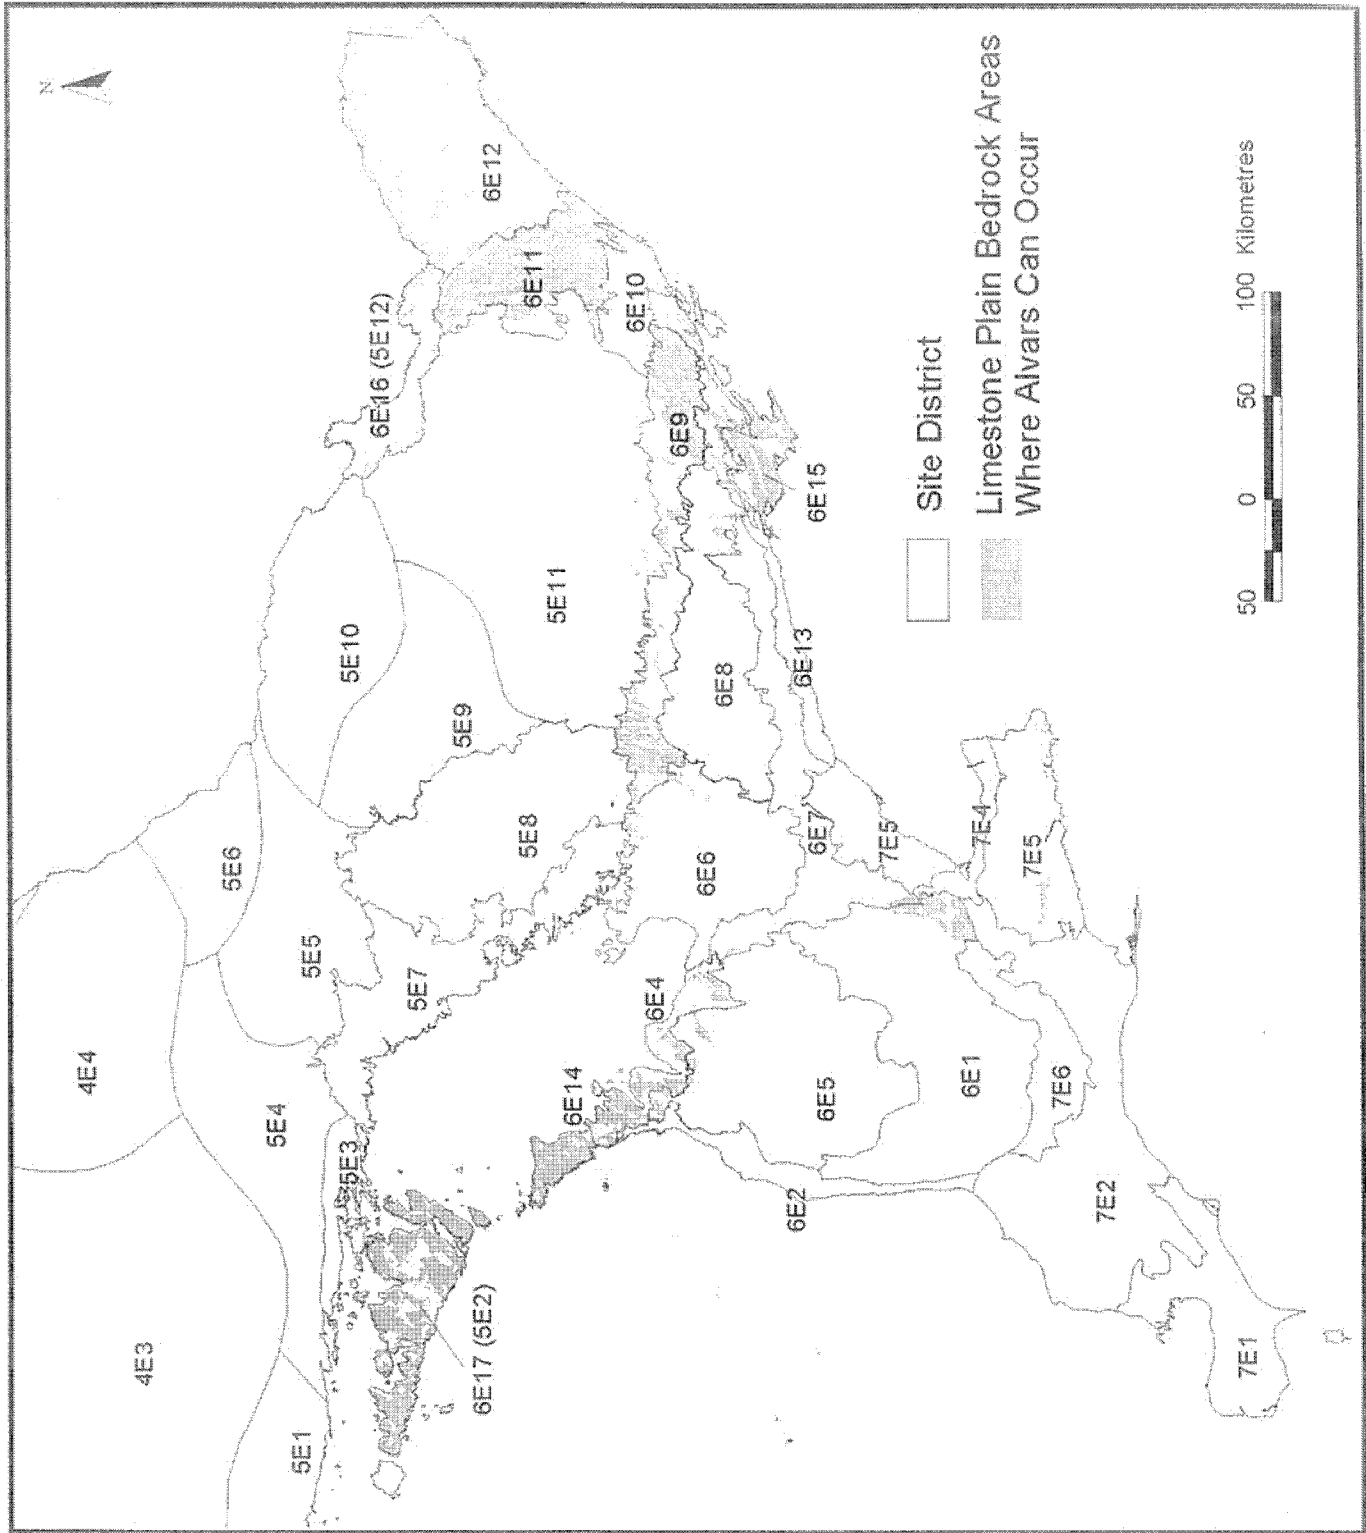 N
4E3
4E4
5E1
5E4
5E5
5E6
5E3
5E7
5E10
6E16 (5E12)
6E17 (5E2)
5E9
5E8
5E11
6E11
6E12
6E14
6E4
6E10
6E9
6E6
6E8
6E15
6E2
6E5
6E7
6E13
7E5
6E1
7E4
7E5
7E6
7E2
7E1
Site District
Limestone Plain Bedrock Areas
Where Alvars Can Occur
50 0 50 100 Kilometres